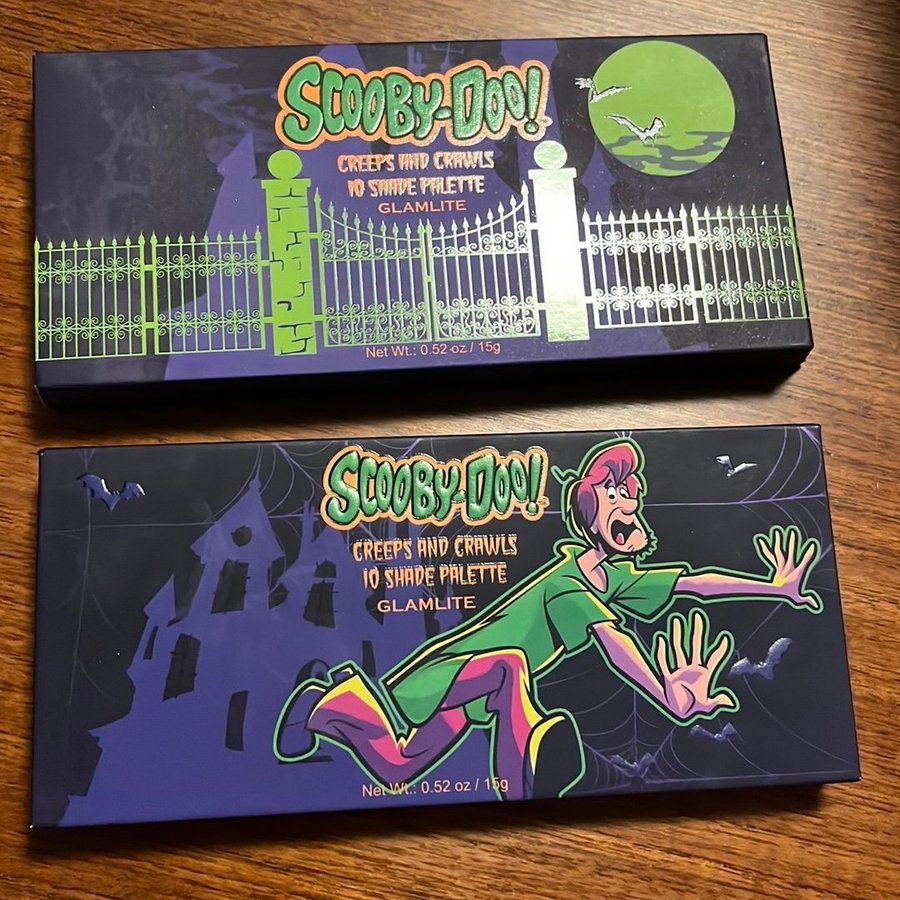 SCOOBY-DOO!
CREEPS AND CRAWLS
10 SHADE PALETTE
GLAMLITE
Net Wt.: 0.52 oz / 15g
SCOOBY-DOO!
CREEPS AND CRAWLS
10 SHADE PALETTE
GLAMLITE
Net Wt.: 0.52 oz / 15g